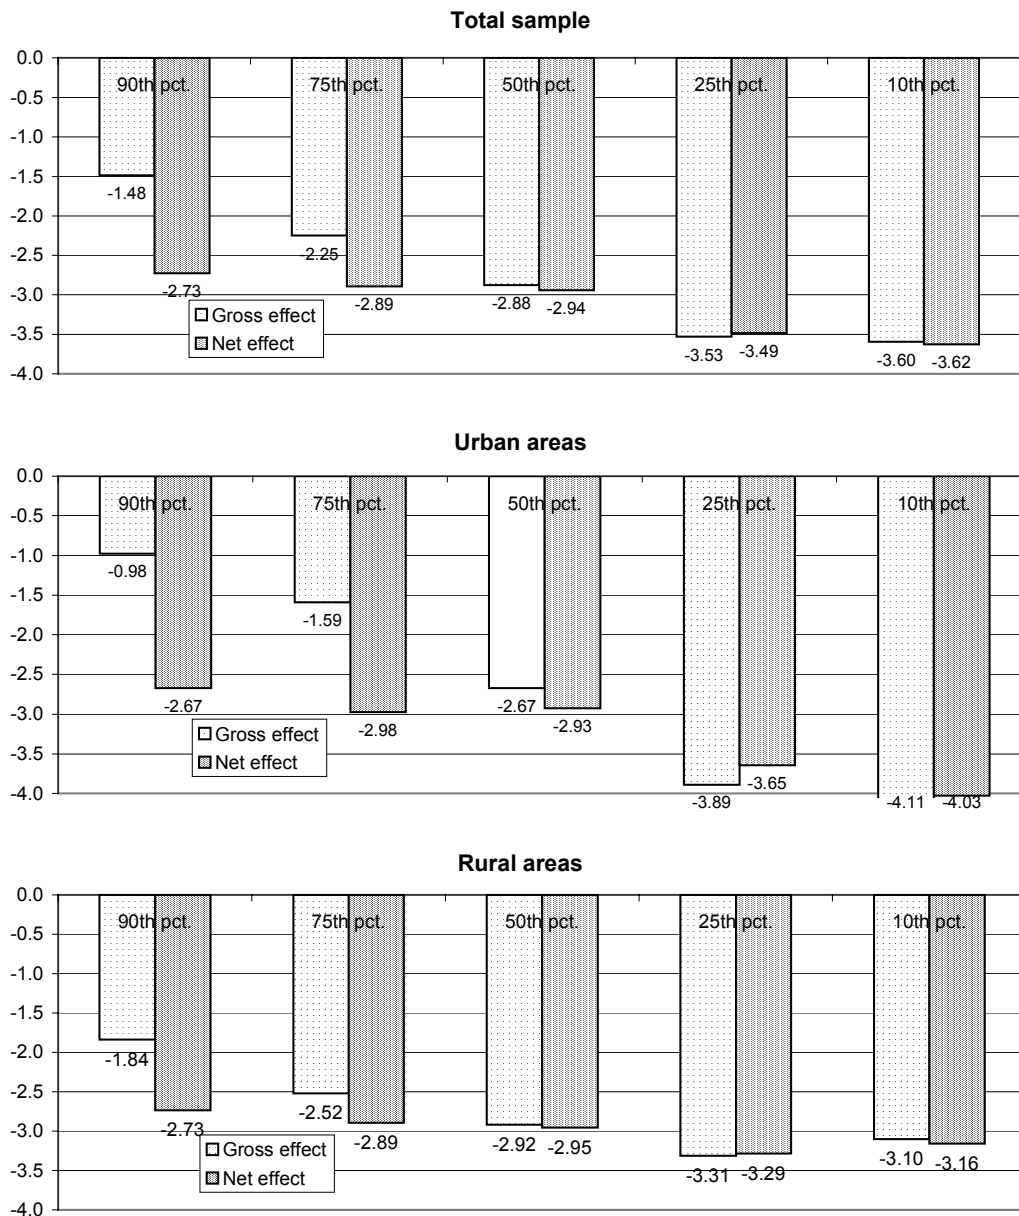 Total sample
0.0
90th pct. 75th pct. 50th pct. 25th pct. 10th pct.
-0.5
-1.0
-1.5
-1.48
-2.0
-2.25
-2.5
-2.73 -2.89 -2.88 -2.94
-3.0
Gross effect
Net effect
-3.5
-3.53 -3.49 -3.60 -3.62
-4.0
Urban areas
0.0
90th pct. 75th pct. 50th pct. 25th pct. 10th pct.
-0.5
-1.0
-0.98
-1.5
-1.59
-2.0
-2.5
-2.67 -2.98 -2.67 -2.93
-3.0
Gross effect
Net effect
-3.5
-3.65
-4.0
-3.89 -4.11 -4.03
Rural areas
0.0
90th pct. 75th pct. 50th pct. 25th pct. 10th pct.
-0.5
-1.0
-1.5
-2.0
-1.84
-2.5
-2.52
-2.73 -2.89 -2.92 -2.95
-3.0
Gross effect
Net effect
-3.31 -3.29 -3.10 -3.16
-3.5
-4.0